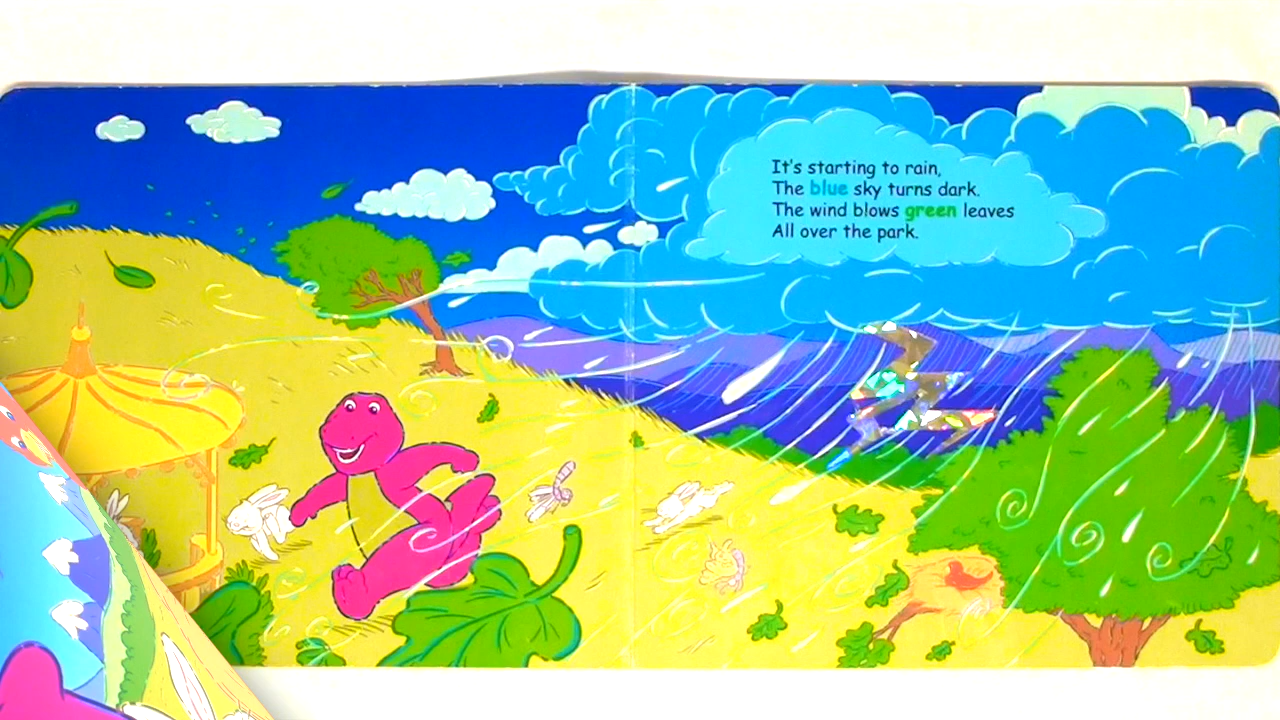 It's starting to rain,
The blue sky turns dark.
The wind blows green leaves
All over the park.